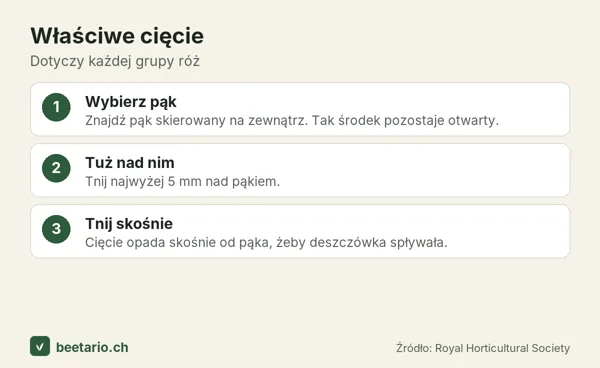 Właściwe cięcie
Dotyczy każdej grupy róż
1
Wybierz pąk
Znajdź pąk skierowany na zewnątrz. Tak środek pozostaje otwarty.
2
Tuż nad nim
Tnij najwyżej 5 mm nad pąkiem.
3
Tnij skośnie
Cięcie opada skośnie od pąka, żeby deszczówka spływała.
beetario.ch
Źródło: Royal Horticultural Society